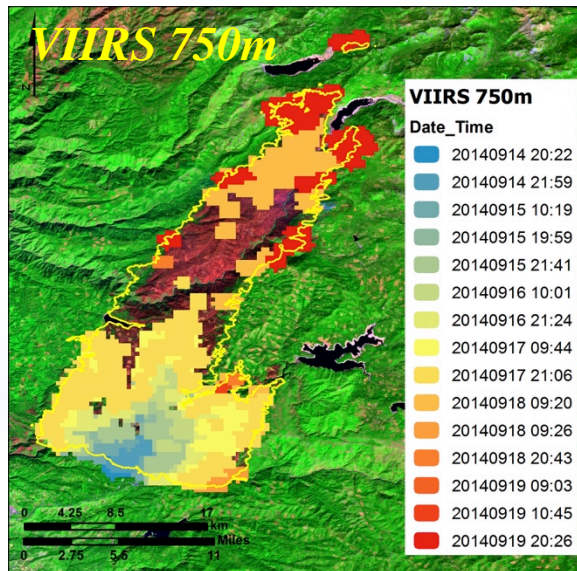 VIIRS 750m
N
VIIRS 750m
Date_Time
20140914 20:22
20140914 21:59
20140915 10:19
20140915 19:59
20140915 21:41
20140916 10:01
20140916 21:24
20140917 09:44
20140917 21:06
20140918 09:20
20140918 09:26
20140918 20:43
20140919 09:03
20140919 10:45
20140919 20:26
0 4.25 8.5 17
km
Miles
0 2.75 5.5 11